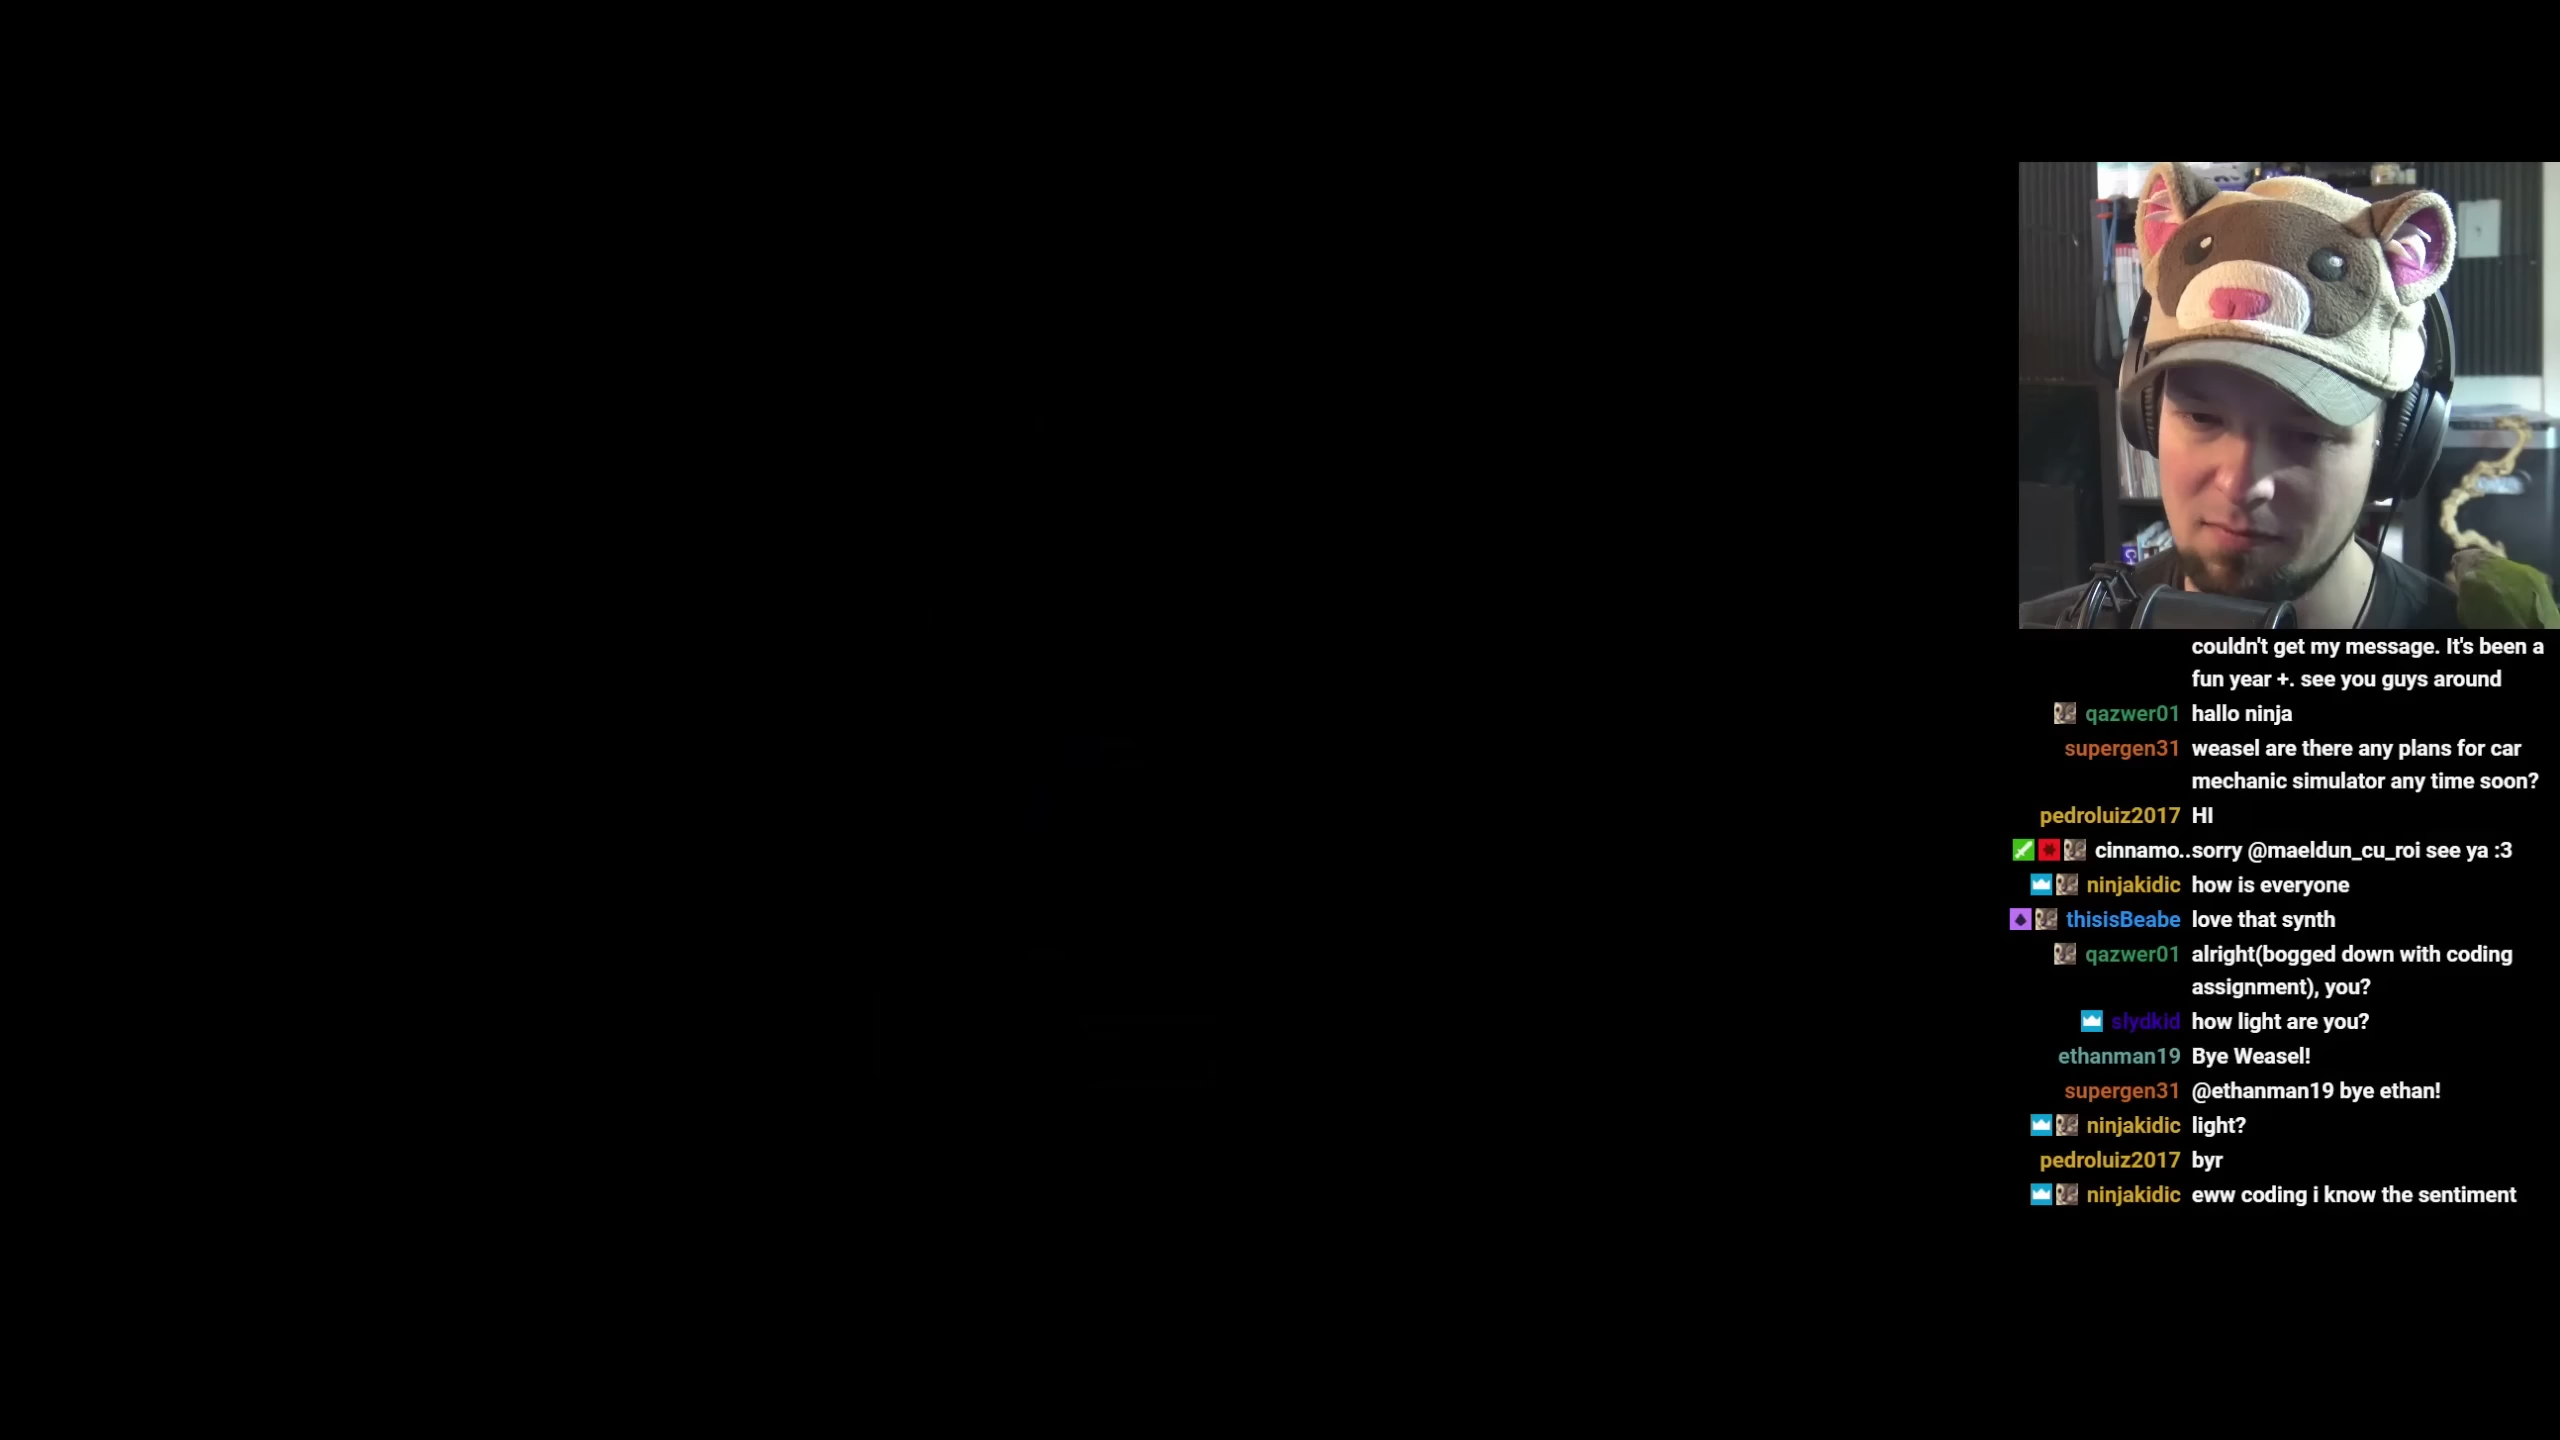 couldn't get my message. It's been a
fun year +. see you guys around
qazwer01 hallo ninja
supergen31 weasel are there any plans for car
mechanic simulator any time soon?
pedroluiz2017 HI
cinnamo..sorry @maeldun_cu_roi see ya :3
ninjakidic how is everyone
thisisBeabe love that synth
qazwer01 alright(bogged down with coding
assignment), you?
slydkid how light are you?
ethanman19 Bye Weasel!
supergen31 @ethanman19 bye ethan!
ninjakidic light?
pedroluiz2017 byr
ninjakidic eww coding i know the sentiment